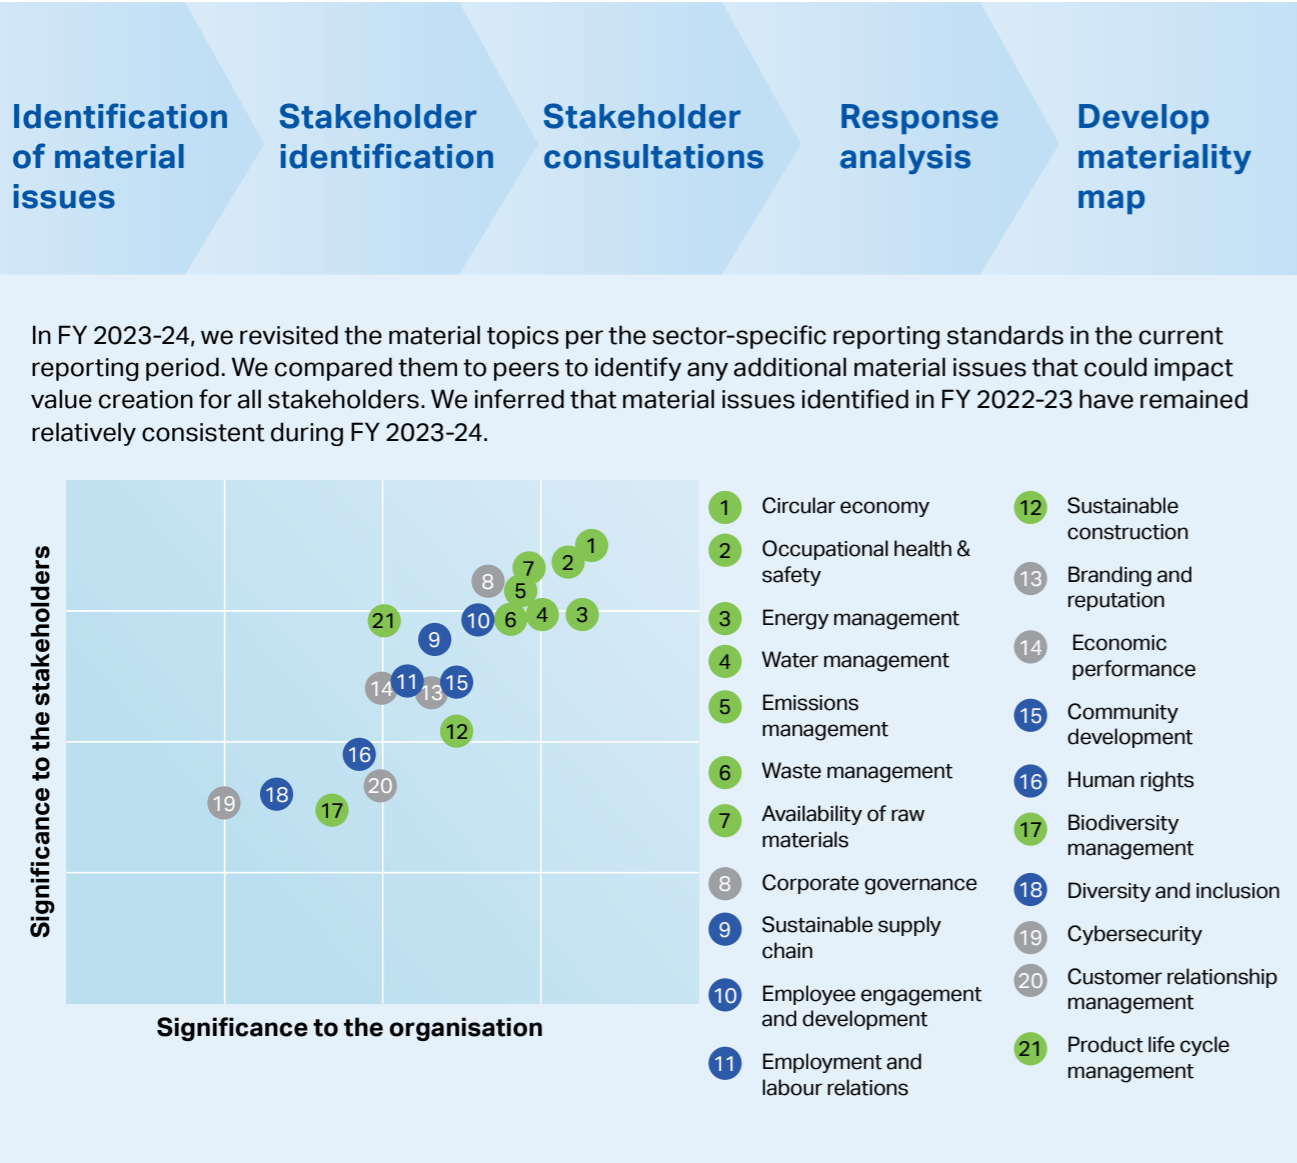 Identification
of material
issues
Stakeholder
identification
Stakeholder
consultations
Response
analysis
Develop
materiality
map
In FY 2023-24, we revisited the material topics per the sector-specific reporting standards in the current
reporting period. We compared them to peers to identify any additional material issues that could impact
value creation for all stakeholders. We inferred that material issues identified in FY 2022-23 have remained
relatively consistent during FY 2023-24.
Significance to the stakeholders
1
2
7
8
5
3
4
6
10
21
9
11
15
14
13
12
16
20
18
19
17
Significance to the organisation
1 Circular economy
2 Occupational health &
safety
3 Energy management
4 Water management
5 Emissions
management
6 Waste management
7 Availability of raw
materials
8 Corporate governance
9 Sustainable supply
chain
10 Employee engagement
and development
11 Employment and
labour relations
12 Sustainable
construction
13 Branding and
reputation
14 Economic
performance
15 Community
development
16 Human rights
17 Biodiversity
management
18 Diversity and inclusion
19 Cybersecurity
20 Customer relationship
management
21 Product life cycle
management